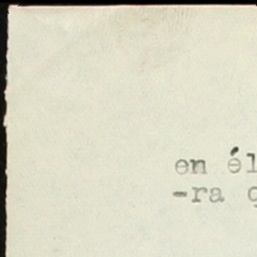 en él
-ra q